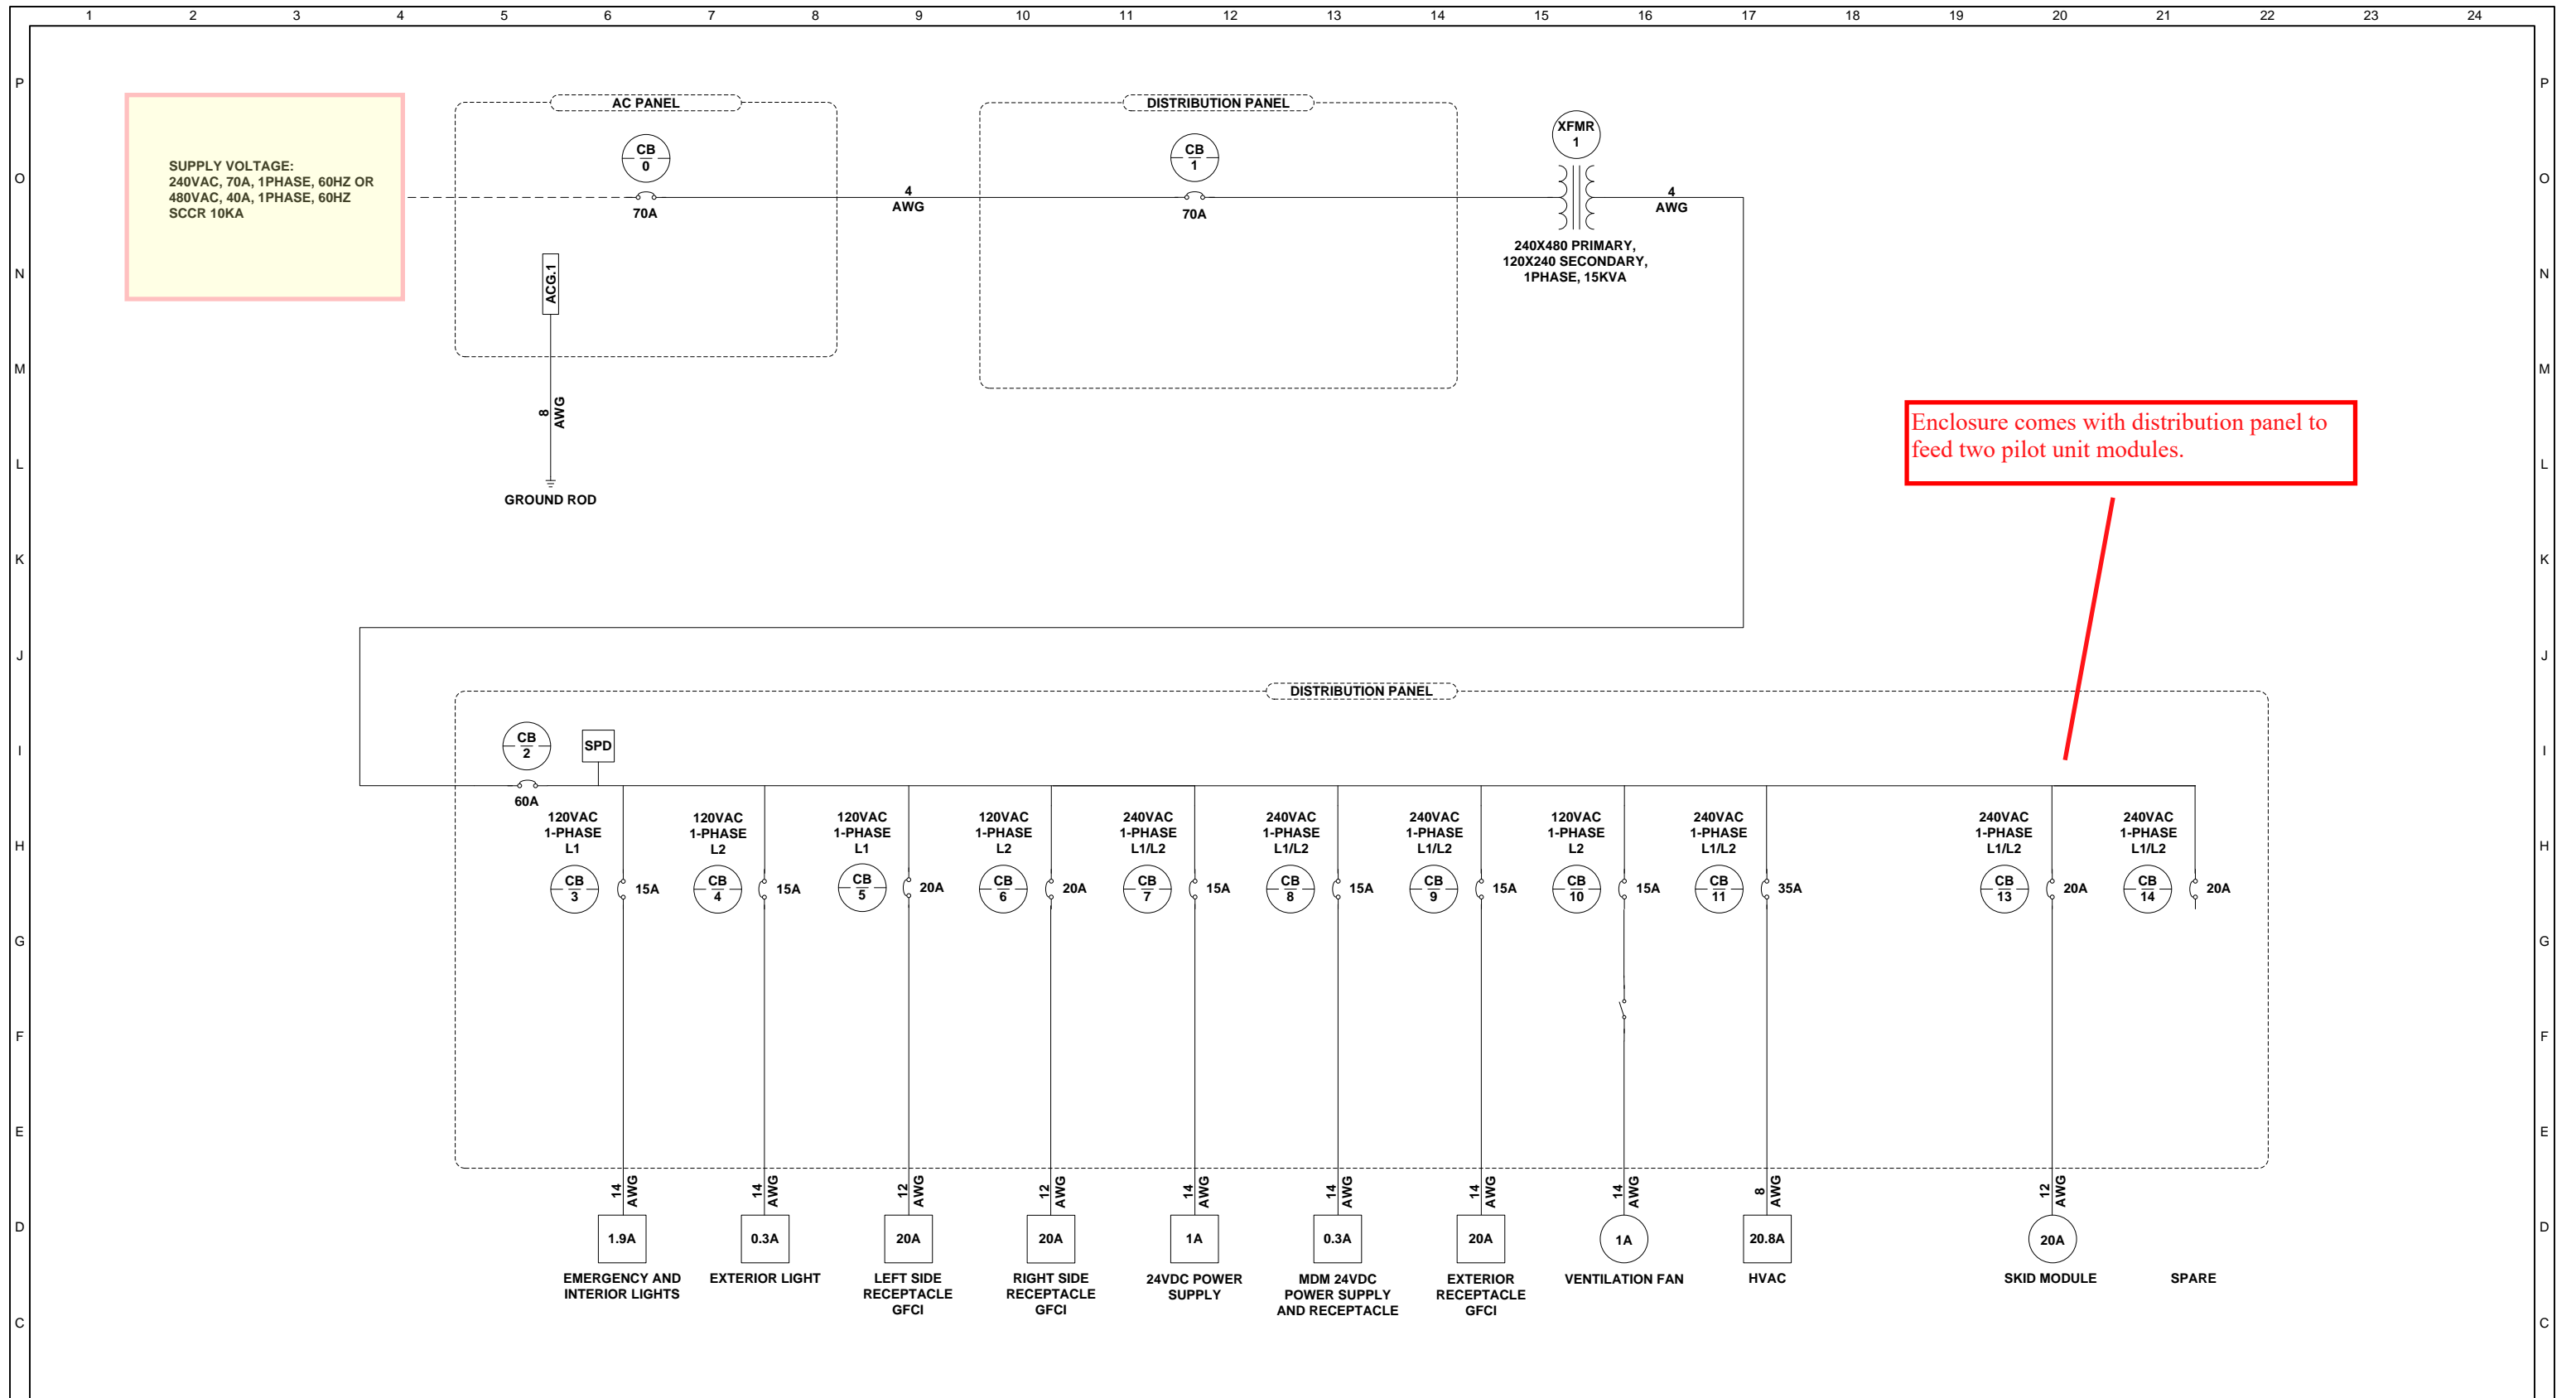 1 2 3 4 5 6 7 8 9 10 11 12 13 14 15 16 17 18 19 20 21 22 23 24
P P
AC PANEL
DISTRIBUTION PANEL
SUPPLY VOLTAGE:
240VAC, 70A, 1PHASE, 60HZ OR
480VAC, 40A, 1PHASE, 60HZ
SCCR 10KA
CB
0
70A
4
AWG
CB
1
70A
XFMR
1
4
AWG
240X480 PRIMARY,
120X240 SECONDARY,
1PHASE, 15KVA
O O
N N
ACG.1
M M
8
AWG
GROUND ROD
Enclosure comes with distribution panel to
feed two pilot unit modules.
L L
K K
J J
DISTRIBUTION PANEL
I I
CB
2
60A
SPD
H H
120VAC
1-PHASE
L1
CB
3
15A
120VAC
1-PHASE
L2
CB
4
15A
120VAC
1-PHASE
L1
CB
5
20A
120VAC
1-PHASE
L2
CB
6
20A
240VAC
1-PHASE
L1/L2
CB
7
15A
240VAC
1-PHASE
L1/L2
CB
8
15A
240VAC
1-PHASE
L1/L2
CB
9
15A
120VAC
1-PHASE
L2
CB
10
15A
240VAC
1-PHASE
L1/L2
CB
11
35A
240VAC
1-PHASE
L1/L2
CB
13
20A
240VAC
1-PHASE
L1/L2
CB
14
20A
G G
F F
E E
D D
14
AWG
1.9A
EMERGENCY AND
INTERIOR LIGHTS
14
AWG
0.3A
EXTERIOR LIGHT
12
AWG
20A
LEFT SIDE
RECEPTACLE
GFCI
12
AWG
20A
RIGHT SIDE
RECEPTACLE
GFCI
14
AWG
1A
24VDC POWER
SUPPLY
14
AWG
0.3A
MDM 24VDC
POWER SUPPLY
AND RECEPTACLE
14
AWG
20A
EXTERIOR
RECEPTACLE
GFCI
14
AWG
1A
VENTILATION FAN
8
AWG
20.8A
HVAC
12
AWG
20A
SKID MODULE
SPARE
C C